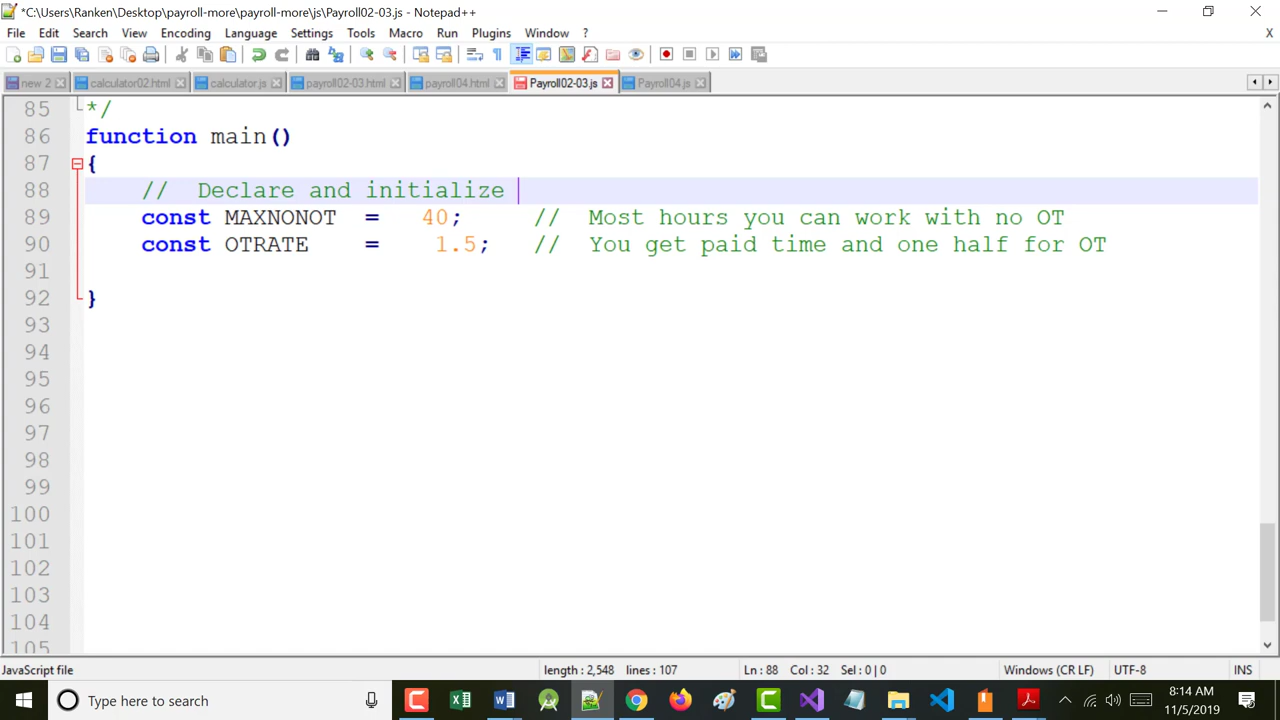 *C:\Users\Ranken\Desktop\payroll-more\payroll-more\js\Payroll02-03.js - Notepad++
File Edit Search View Encoding Language Settings Tools Macro Run Plugins Window ? X
new 2 calculator02.html calculator.js payroll02-03.html payroll04.html Payroll02-03.js Payroll04.js
85 */
86 function main()
87 {
88 // Declare and initialize
89 const MAXNONOT = 40; // Most hours you can work with no OT
90 const OTRATE = 1.5; // You get paid time and one half for OT
91
92 }
93
94
95
96
97
98
99
100
101
102
103
104
105
JavaScript file length : 2,548 lines : 107 Ln : 88 Col : 32 Sel : 0 | 0 Windows (CR LF) UTF-8 INS
Type here to search
8:14 AM
11/5/2019